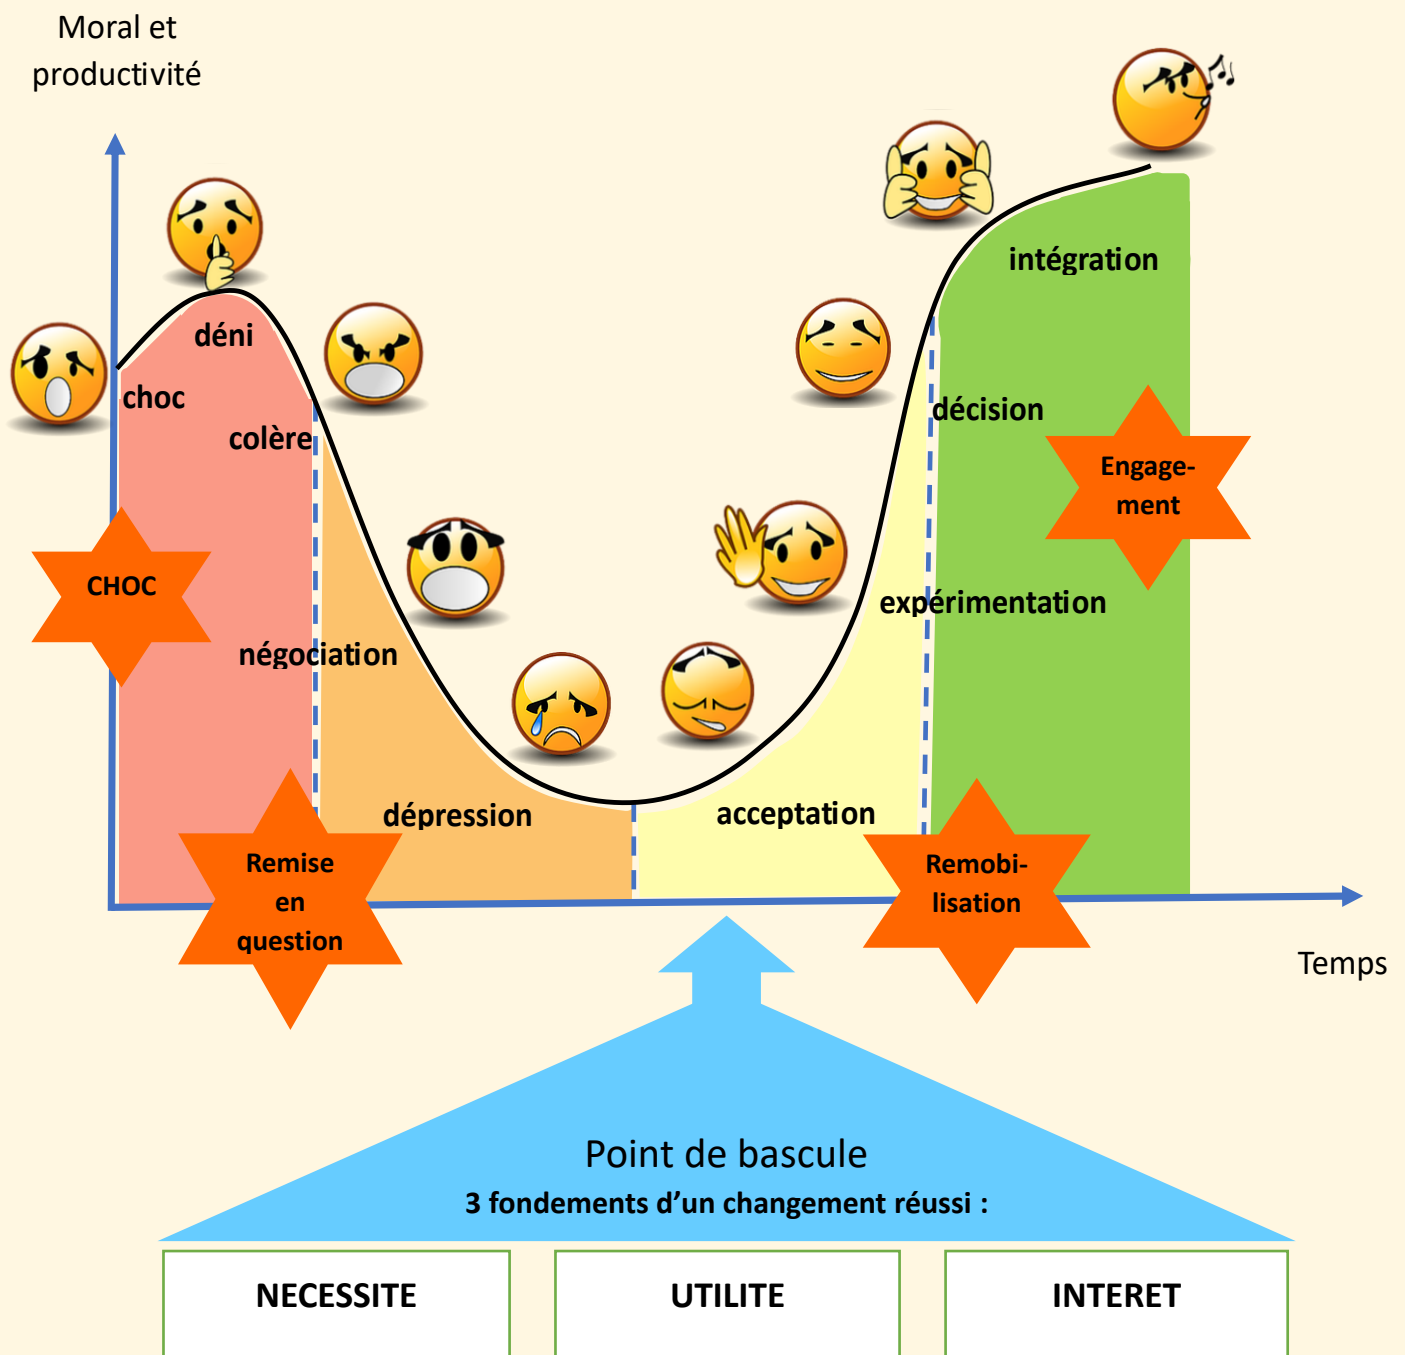 Moral et
productivité
déni
choc
colère
CHOC
négociation
dépression
Remise
en
question
intégration
décision
Engage-
ment
expérimentation
acceptation
Remobi-
lisation
Temps
Point de bascule
3 fondements d’un changement réussi :
NECESSITE
UTILITE
INTERET